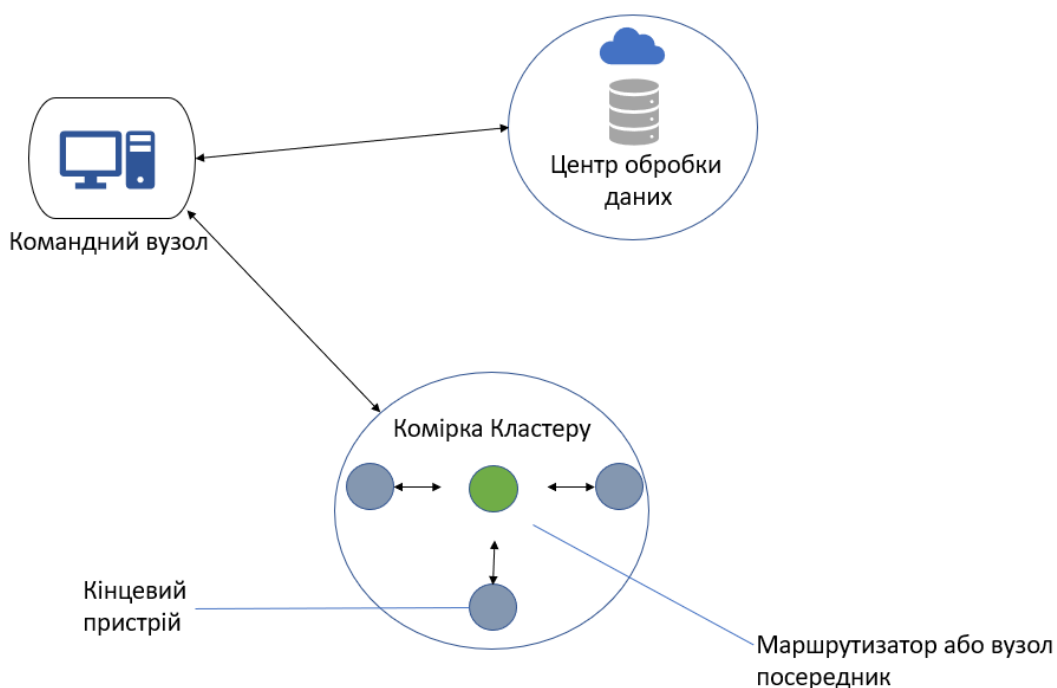 Центр обробки
даних
Командний вузол
Комірка Кластеру
Кінцевий
пристрій
Маршрутизатор або вузол
посередник